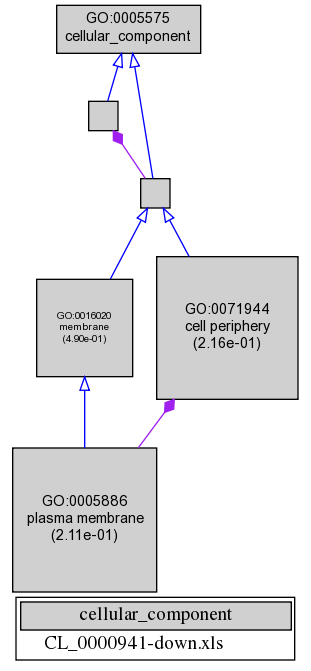 GO:0005575
cellular_component
GO:0016020
membrane
(4.90e-01)
GO:0071944
cell periphery
(2.16e-01)
GO:0005886
plasma membrane
(2.11e-01)
cellular_component
CL_0000941-down.xls